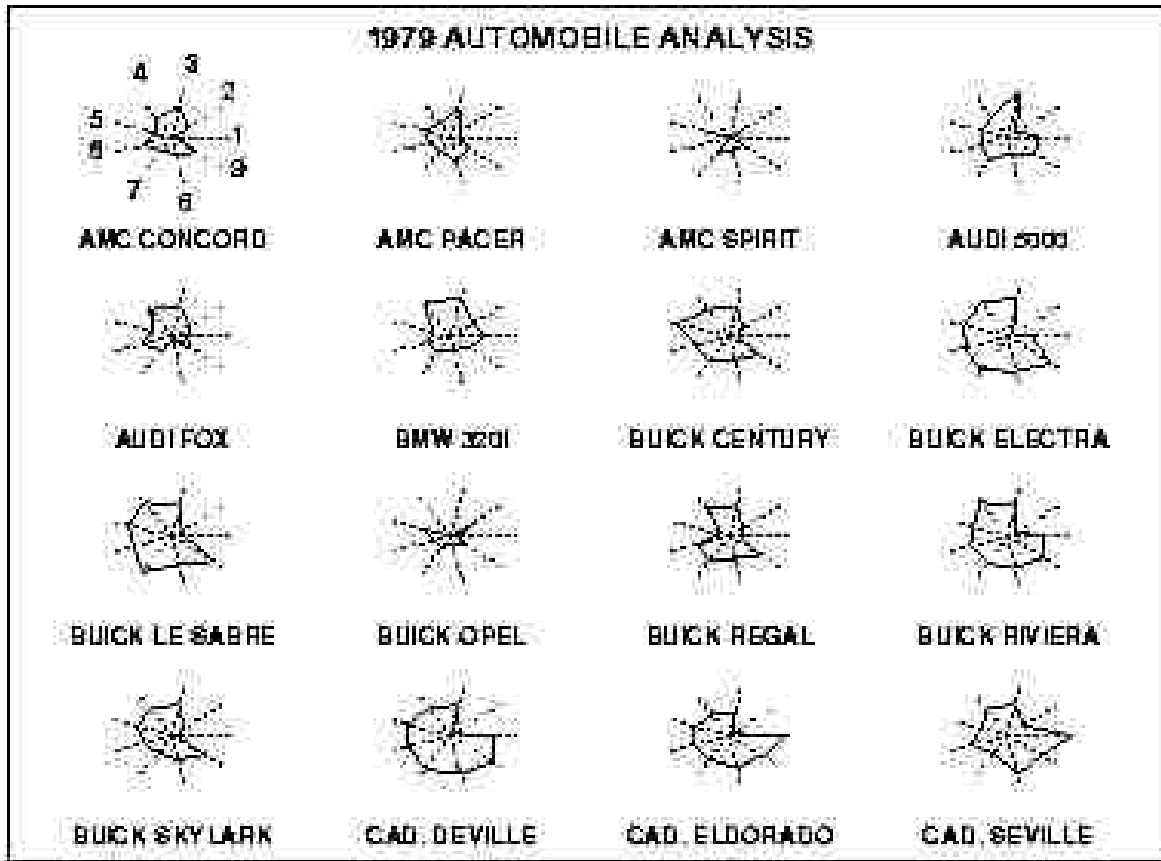 1979 AUTOMOBILE ANALYSIS
4 3
2
5
1
9
7
6
AMC CONCORD AMC PACER AMC SPIRIT AUDI 5000
AUDI FOX BMW 320I BUICK CENTURY BUICK ELECTRA
BUICK LE SABRE BUICK OPEL BUICK REGAL BUICK RIVIERA
BUICK SKYLARK CAD. DEVILLE CAD. ELDORADO CAD. SEVILLE